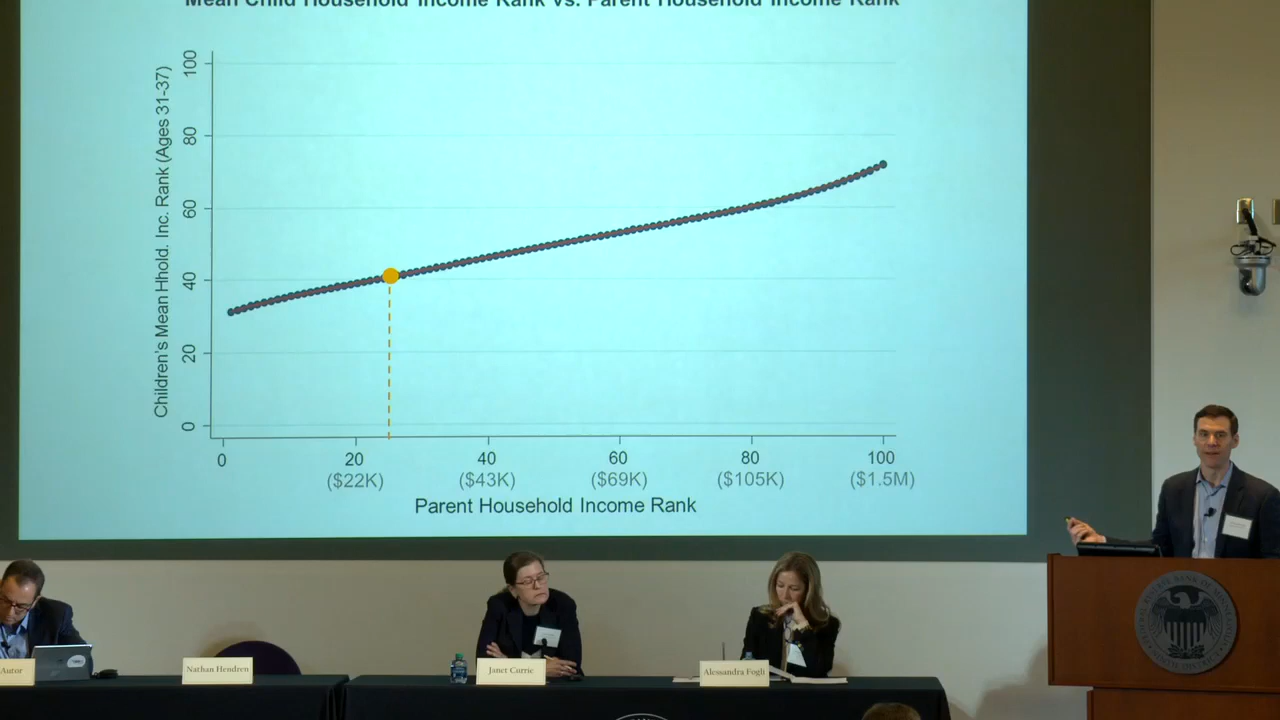 Mean Child Household Income Rank vs. Parent Household Income Rank
Children's Mean Hhold. Inc. Rank (Ages 31-37)
100
80
60
40
20
0
0 20 40 60 80 100
($22K) ($43K) ($69K) ($105K) ($1.5M)
Parent Household Income Rank
Autor
Nathan Hendren
Janet Currie
Alessandra Fogli